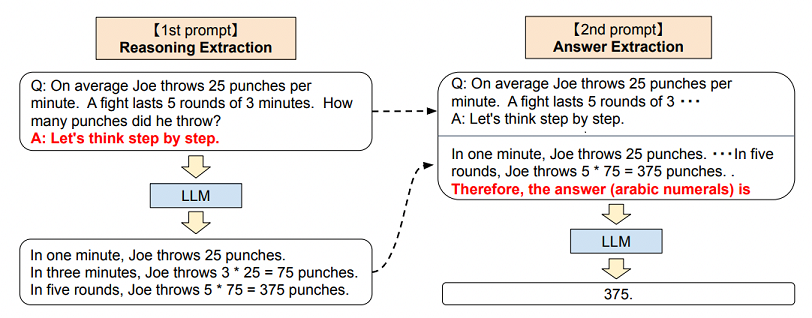 【1st prompt】
Reasoning Extraction
Q: On average Joe throws 25 punches per
minute. A fight lasts 5 rounds of 3 minutes. How
many punches did he throw?
A: Let's think step by step.
LLM
In one minute, Joe throws 25 punches.
In three minutes, Joe throws 3 * 25 = 75 punches.
In five rounds, Joe throws 5 * 75 = 375 punches.
【2nd prompt】
Answer Extraction
Q: On average Joe throws 25 punches per
minute. A fight lasts 5 rounds of 3 ・・・
A: Let's think step by step.
In one minute, Joe throws 25 punches. ・・・In five
rounds, Joe throws 5 * 75 = 375 punches. .
Therefore, the answer (arabic numerals) is
LLM
375.